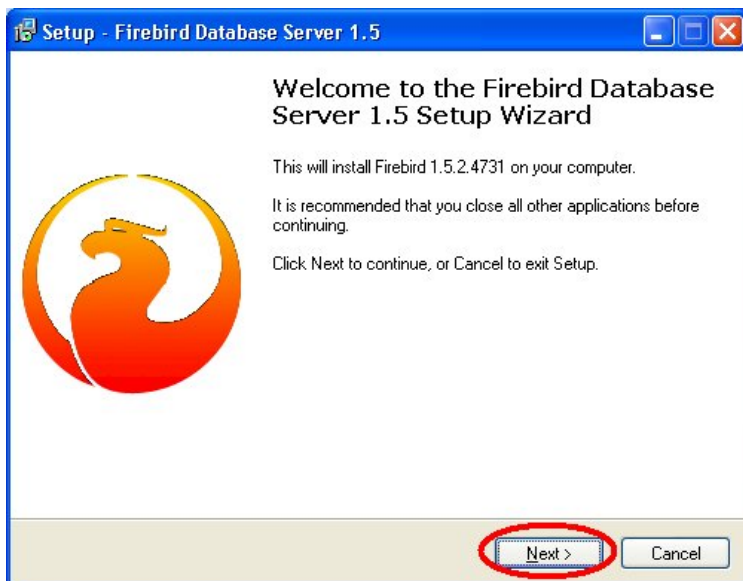 Setup - Firebird Database Server 1.5
Welcome to the Firebird Database
Server 1.5 Setup Wizard
This will install Firebird 1.5.2.4731 on your computer.
It is recommended that you close all other applications before
continuing.
Click Next to continue, or Cancel to exit Setup.
Next >
Cancel